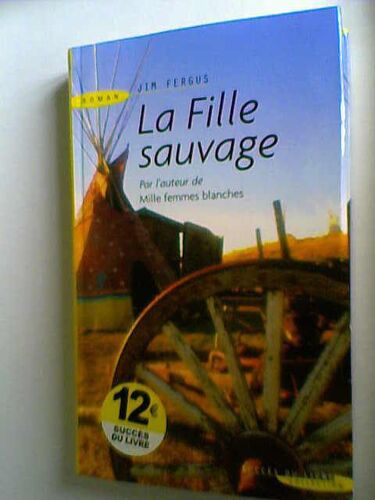 JIM FERGUS
ROMAN
La Fille
sauvage
Par l'auteur de
Mille femmes blanches
12€
SUCCÈS
DU LIVRE